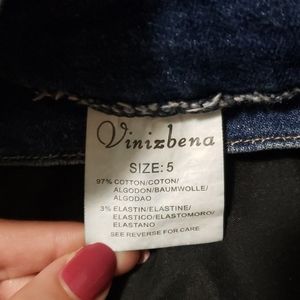 Vinizbena
SIZE: 5
97% COTTON/COTON/
ALGODON/BAUMWOLLE/
ALGODAO
3% ELASTIN/ELASTINE/
ELASTICO/ELASTOMORO/
ELASTANO
SEE REVERSE FOR CARE